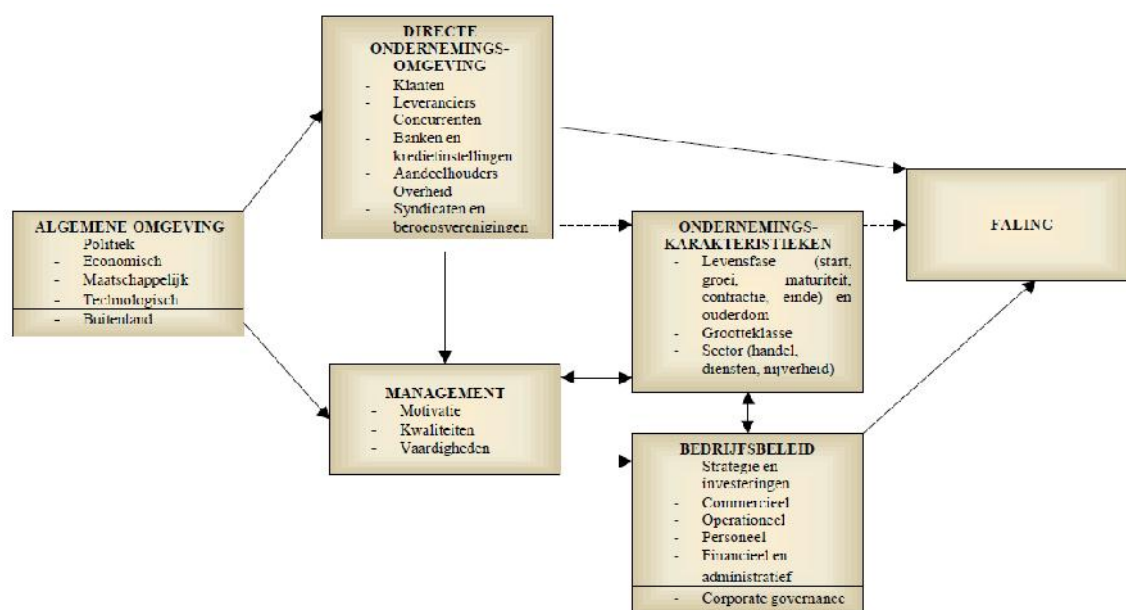 DIRECTE
ONDERNEMINGS-
OMGEVING
- Klanten
- Leveranciers
Concurrenten
- Banken en
kredietinstellingen
- Aandeelhouders
Overheid
- Syndicaten en
beroepsverenigingen
ALGEMENE OMGEVING
Politiek
- Economisch
- Maatschappelijk
- Technologisch
- Buitenland
MANAGEMENT
- Motivatie
- Kwaliteiten
- Vaardigheden
ONDERNEMINGS-
KARAKTERISTIEKEN
- Levensfase (start,
groei, maturiteit,
contractie, einde) en
ouderdom
- Grootteklasse
- Sector (handel,
diensten, nijverheid)
BEDRIJFSBELEID
Strategie en
investeringen
- Commercieel
- Operationeel
- Personeel
- Financieel en
administratief
- Corporate governance
FALING